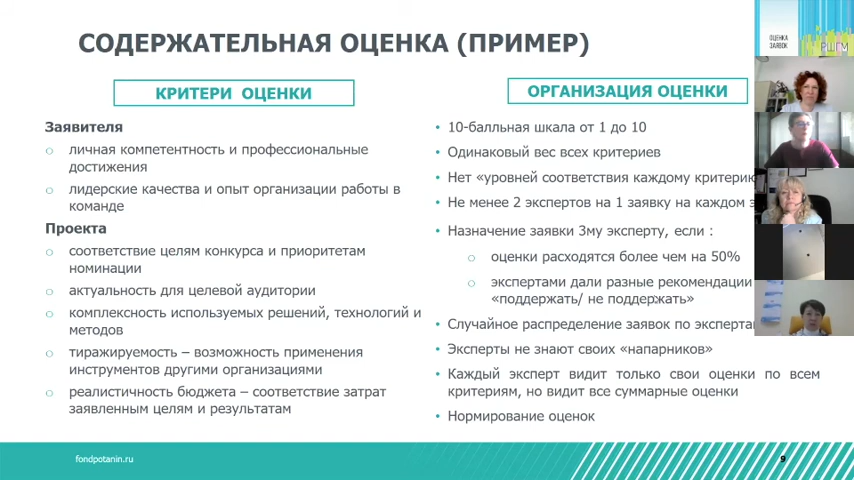 СОДЕРЖАТЕЛЬНАЯ ОЦЕНКА (ПРИМЕР)
КРИТЕРИ ОЦЕНКИ
Заявителя
личная компетентность и профессиональные
достижения
лидерские качества и опыт организации работы в
команде
Проекта
соответствие целям конкурса и приоритетам
номинации
актуальность для целевой аудитории
комплексность используемых решений, технологий и
методов
тиражируемость – возможность применения
инструментов другими организациями
реалистичность бюджета – соответствие затрат
заявленным целям и результатам
ОРГАНИЗАЦИЯ ОЦЕНКИ
• 10-балльная шкала от 1 до 10
• Одинаковый вес всех критериев
• Нет «уровней соответствия каждому критерию
• Не менее 2 экспертов на 1 заявку на каждом
• Назначение заявки 3му эксперту, если :
оценки расходятся более чем на 50%
экспертами дали разные рекомендации
«поддержать/ не поддержать»
• Случайное распределение заявок по
• Эксперты не знают своих «напарников»
• Каждый эксперт видит только свои оценки по всем
критериям, но видит все суммарные оценки
• Нормирование оценок
ОЦЕНКА
ЗАЯВОК
РШГМ
fondpotanin.ru
9